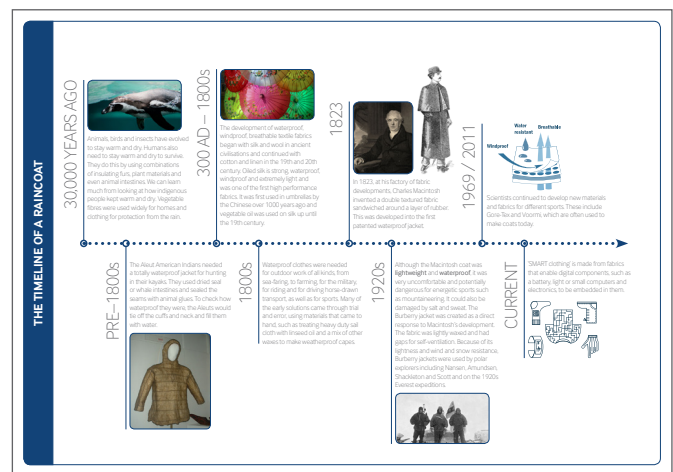 THE TIMELINE OF A RAINCOAT
30,000 YEARS AGO
Animals, birds and insects have evolved
to stay warm and dry. Humans also
need to stay warm and dry to survive.
They do this by using combinations
of insulating fur, plant materials and
even animal intestines. We can learn
much from looking at how indigenous
people kept warm and dry. Vegetable
fibres were used widely for homes and
clothing for protection from the rain.
PRE–1800s
The Aleut American Indians needed
a totally waterproof jacket for hunting
in their kayaks. They used dried seal
or whale intestines and sealed the
seams with animal glues. To check how
waterproof they were, the Aleuts would
tie off the cuffs and neck and fill them
with water.
300 AD – 1800s
The development of waterproof,
windproof, breathable textile fabrics
began with silk and wool in ancient
civilisations and continued with
cotton and linen in the 19th and 20th
century. Oiled silk is strong, waterproof,
windproof and extremely light and
was one of the first high performance
fabrics. It was first used in umbrellas by
the Chinese over 1000 years ago and
vegetable oil was used on silk up until
the 19th century.
1800s
Waterproof clothes were needed
for outdoor work of all kinds, from
sea-faring, to farming, for the military,
for riding and for driving horse-drawn
transport, as well as for sports. Many of
the early solutions came through trial
and error, using materials that came to
hand, such as treating heavy duty sail
cloth with linseed oil and a mix of other
waxes to make weatherproof capes.
1823
In 1823, at his factory of fabric
developments, Charles Macintosh
invented a double textured fabric
sandwiched around a layer of rubber.
This was developed into the first
patented waterproof jacket.
1920s
Although the Macintosh coat was
lightweight and waterproof, it was
very uncomfortable and potentially
dangerous for energetic sports such
as mountaineering. It could also be
damaged by salt and sweat. The
Burberry jacket was created as a direct
response to Macintosh's development.
The fabric was lightly waxed and had
gaps for self-ventilation. Because of its
lightness and wind and snow resistance,
Burberry jackets were used by polar
explorers including Nansen, Amundsen,
Shackleton and Scott and on the 1920s
Everest expeditions.
1969 / 2011
Windproof
Water
resistant
Breathable
Scientists continued to develop new materials
and fabrics for different sports. These include
Gore-Tex and Voormi, which are often used to
make coats today.
CURRENT
'SMART clothing' is made from fabrics
that enable digital components, such as
a battery, light or small computers and
electronics, to be embedded in them.